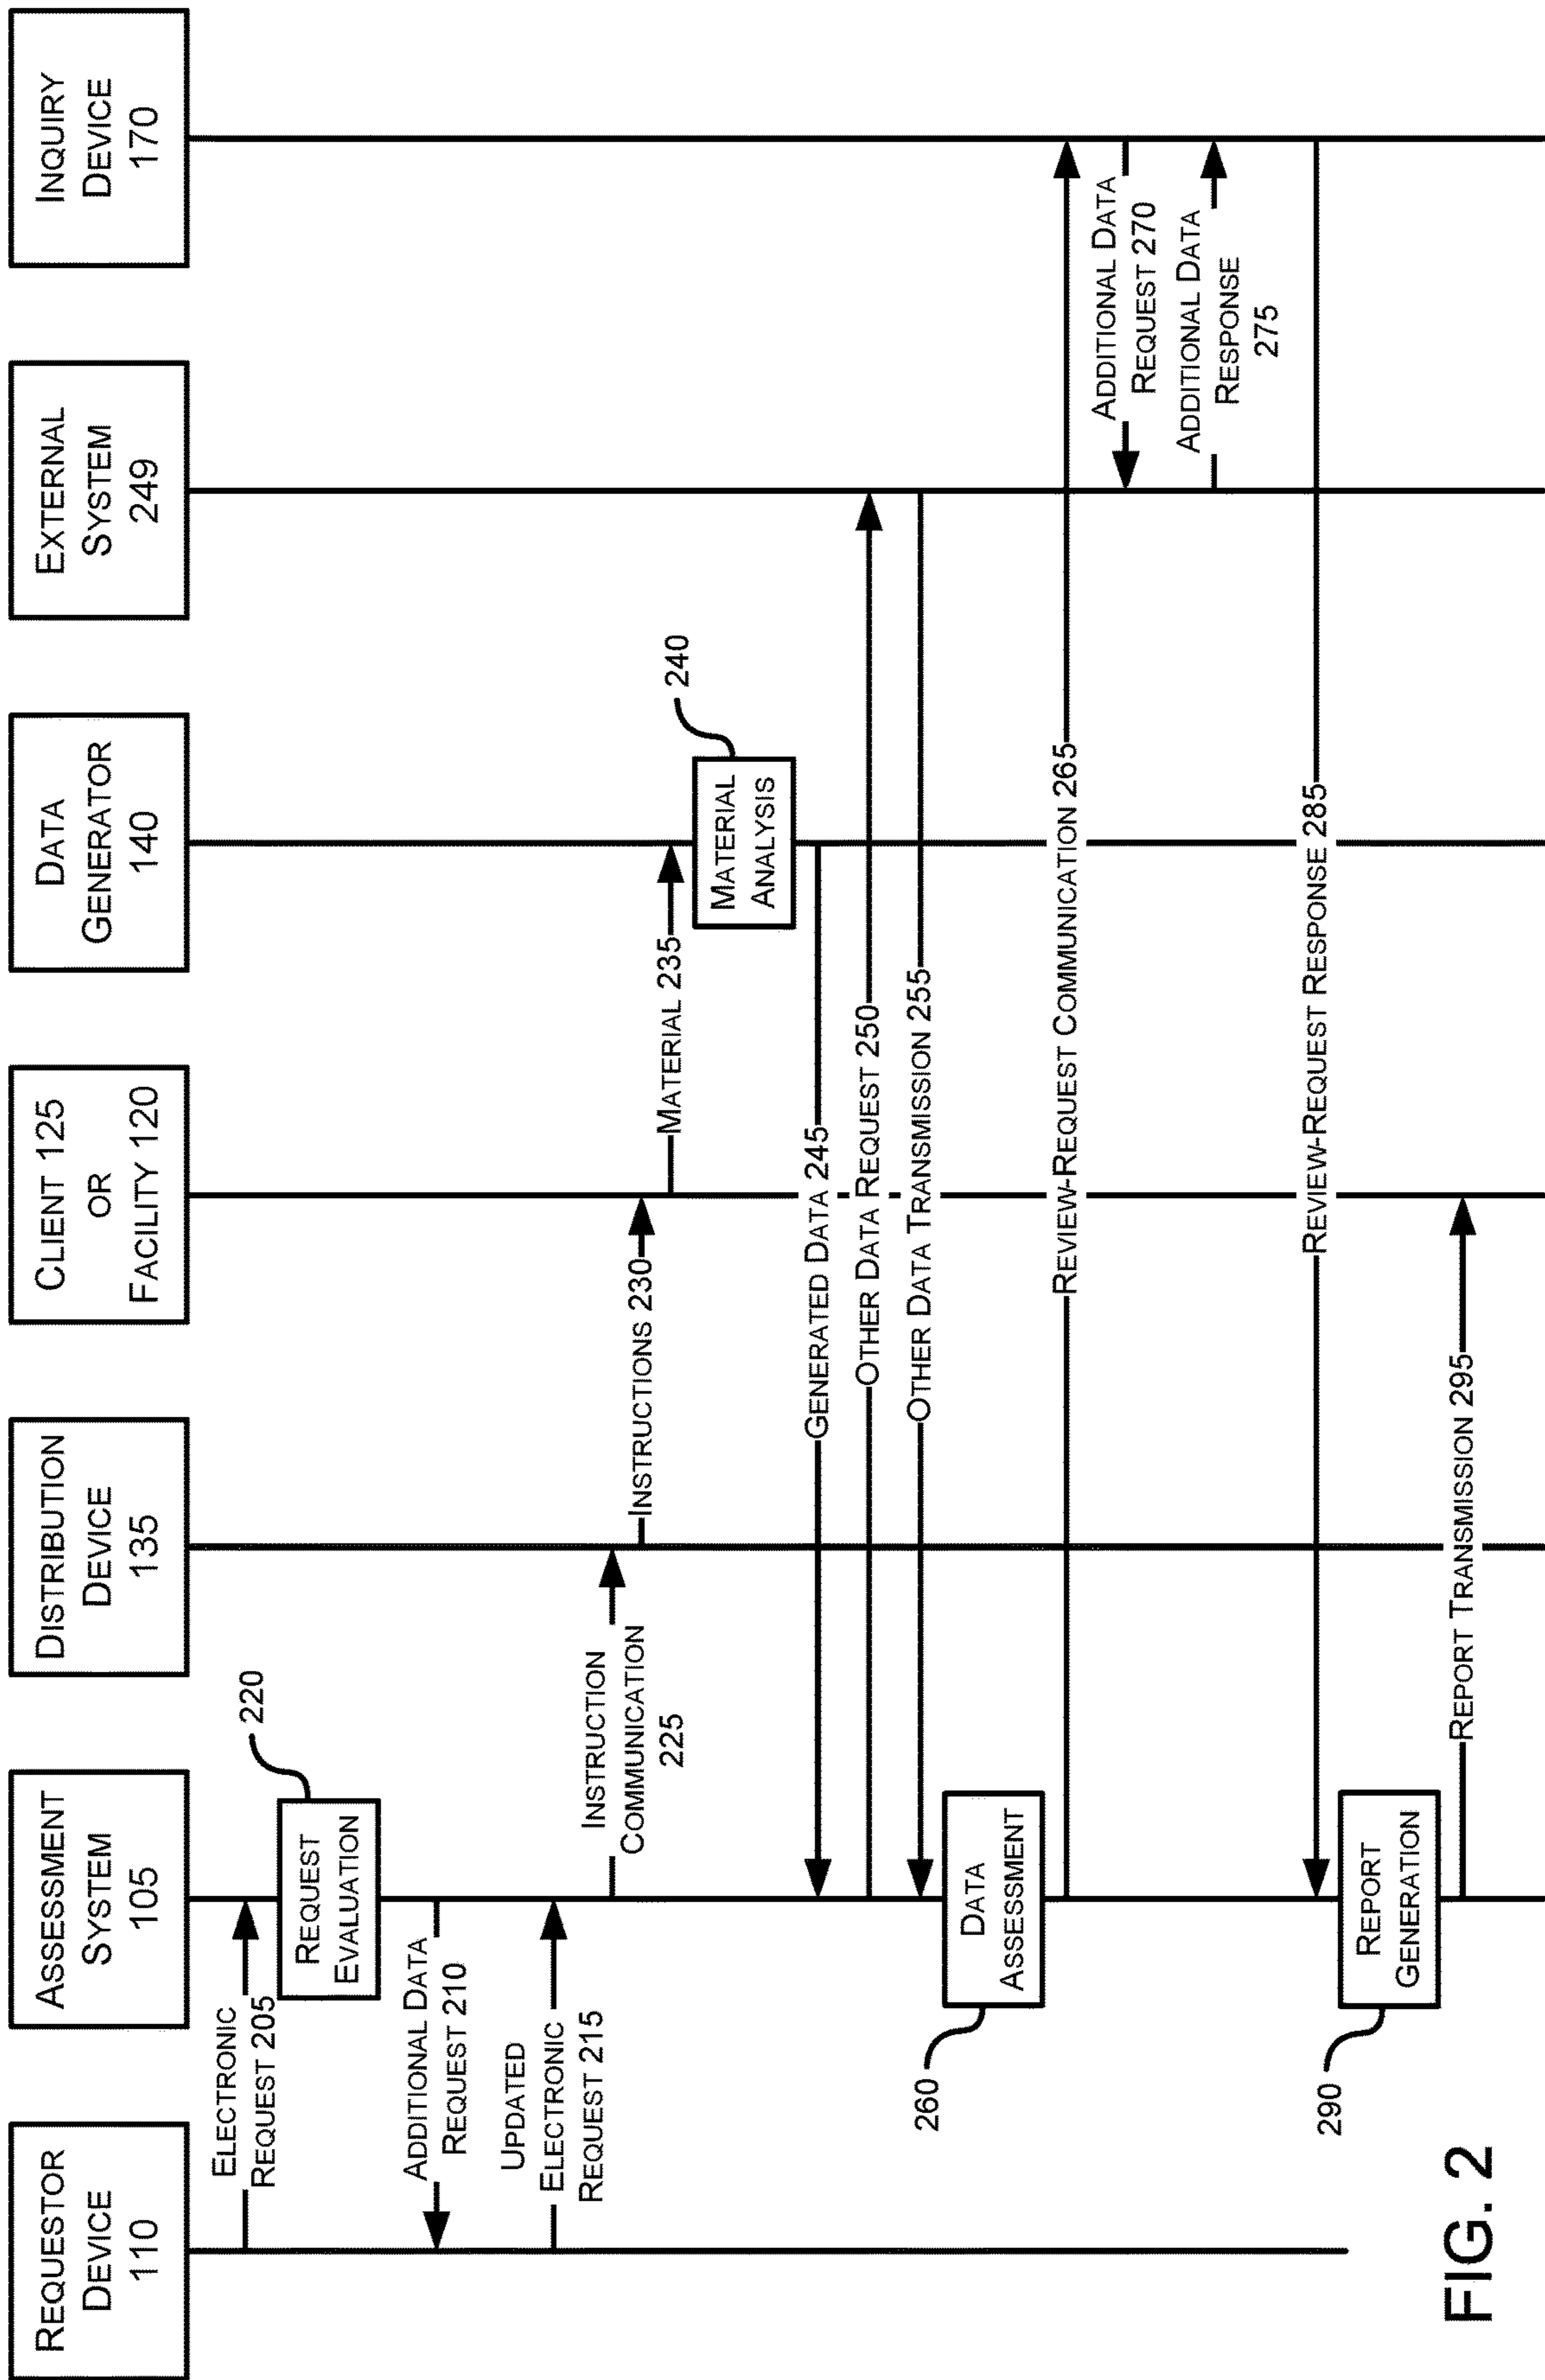 REQUESTOR
DEVICE
110
ASSESSMENT
SYSTEM
105
DISTRIBUTION
DEVICE
135
CLIENT 125
OR
FACILITY 120
DATA
GENERATOR
140
EXTERNAL
SYSTEM
249
INQUIRY
DEVICE
170
ELECTRONIC
REQUEST 205
220
REQUEST
EVALUATION
ADDITIONAL DATA
REQUEST 210
UPDATED
ELECTRONIC
REQUEST 215
INSTRUCTION
COMMUNICATION
225
INSTRUCTIONS 230
MATERIAL 235
240
MATERIAL
ANALYSIS
GENERATED DATA 245
OTHER DATA REQUEST 250
OTHER DATA TRANSMISSION 255
260
DATA
ASSESSMENT
REVIEW-REQUEST COMMUNICATION 265
ADDITIONAL DATA
REQUEST 270
ADDITIONAL DATA
RESPONSE
275
REVIEW-REQUEST RESPONSE 285
290
REPORT
GENERATION
REPORT TRANSMISSION 295
FIG. 2